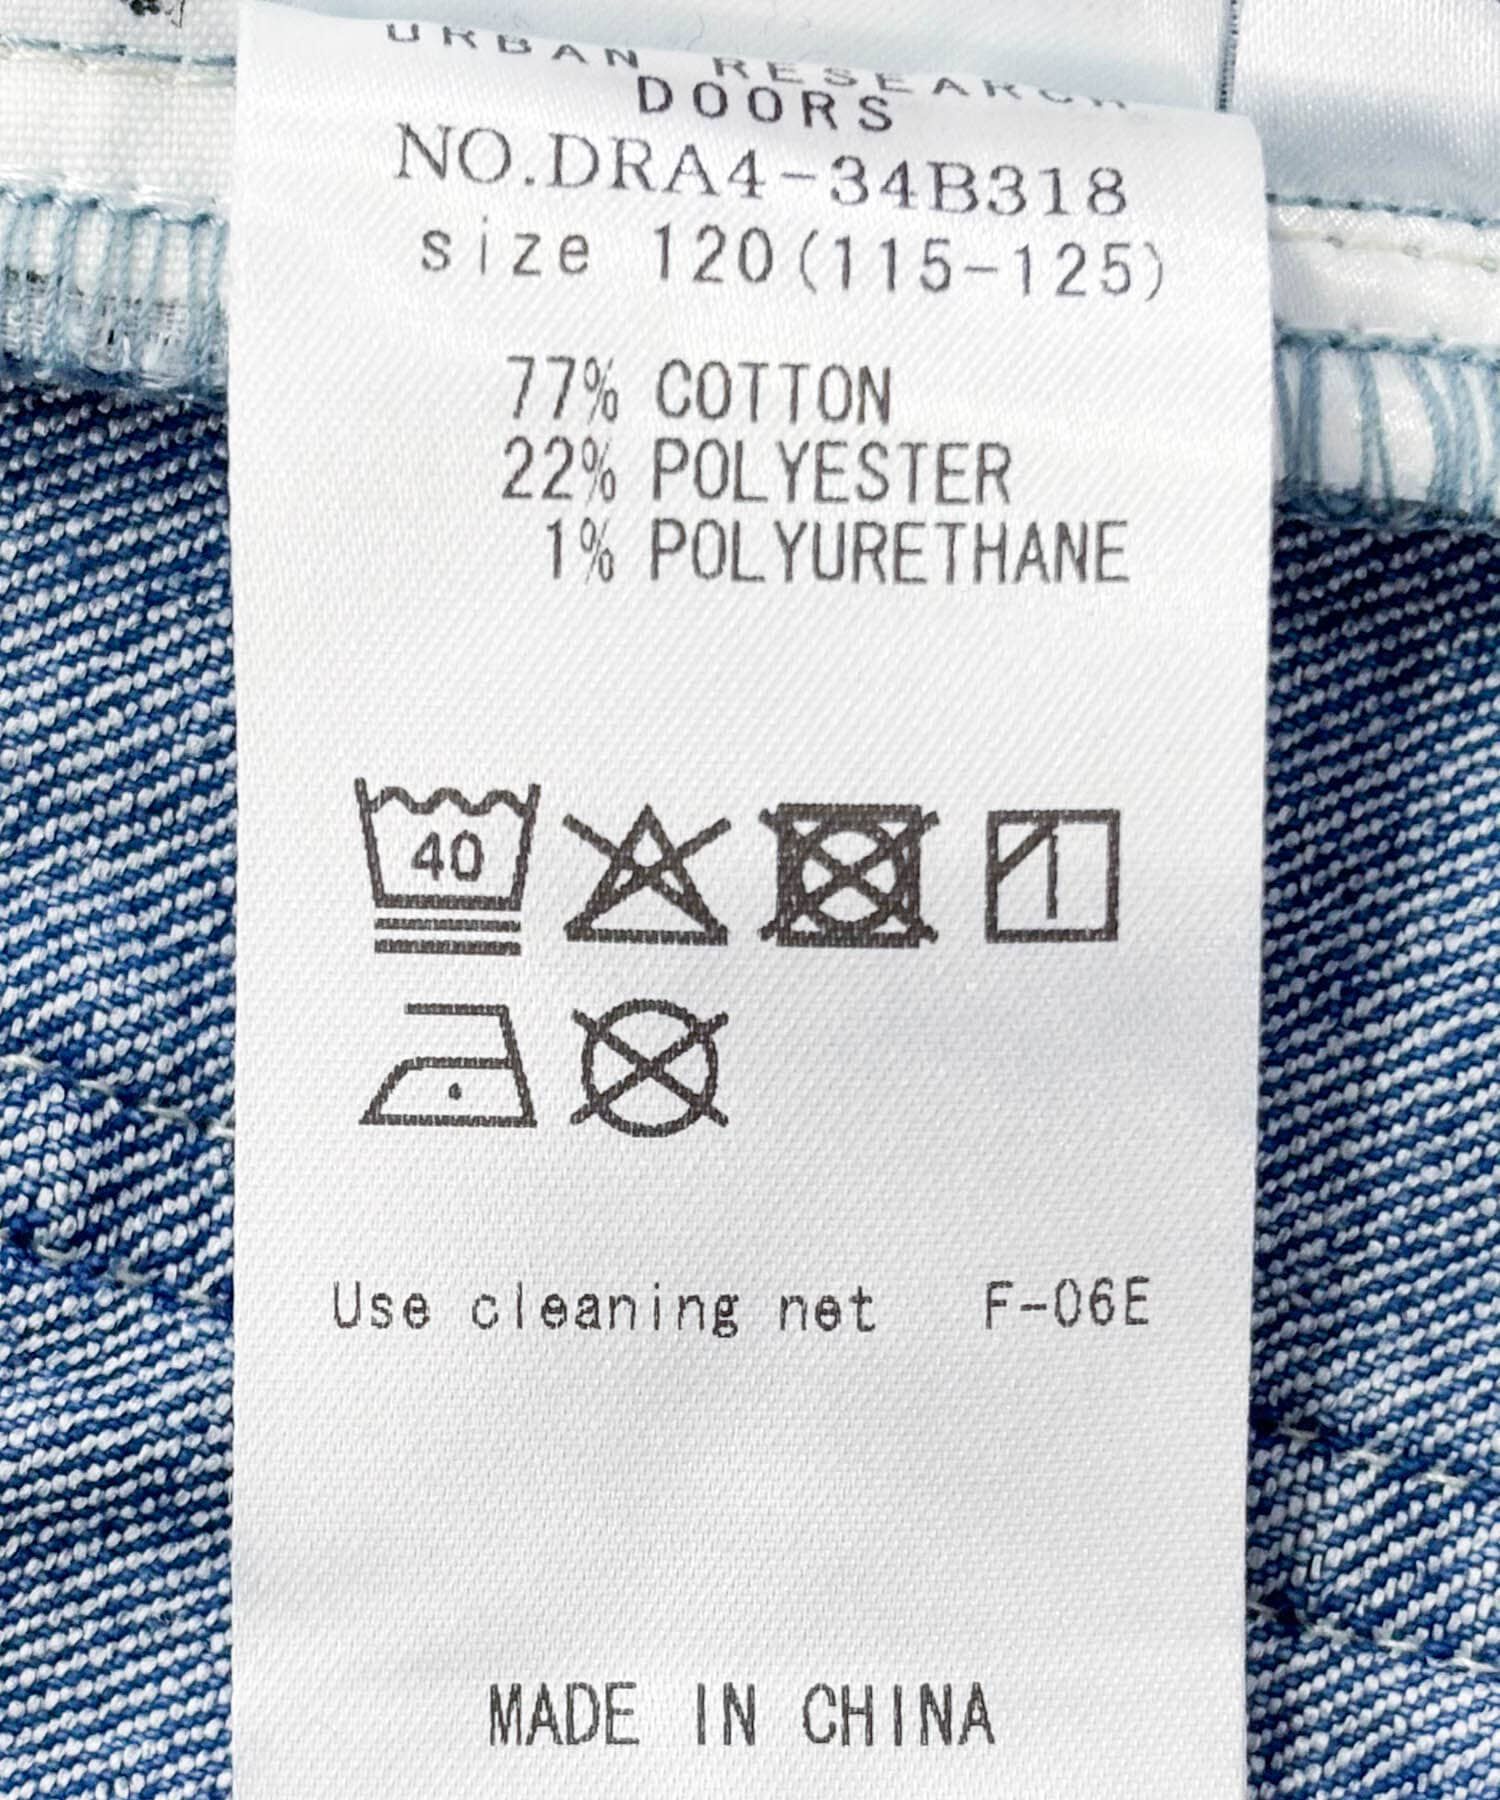 URBAN RESEARCH
DOORS
NO.DRA4-34B318
size 120(115-125)
77% COTTON
22% POLYESTER
1% POLYURETHANE
40
Use cleaning net F-06E
MADE IN CHINA